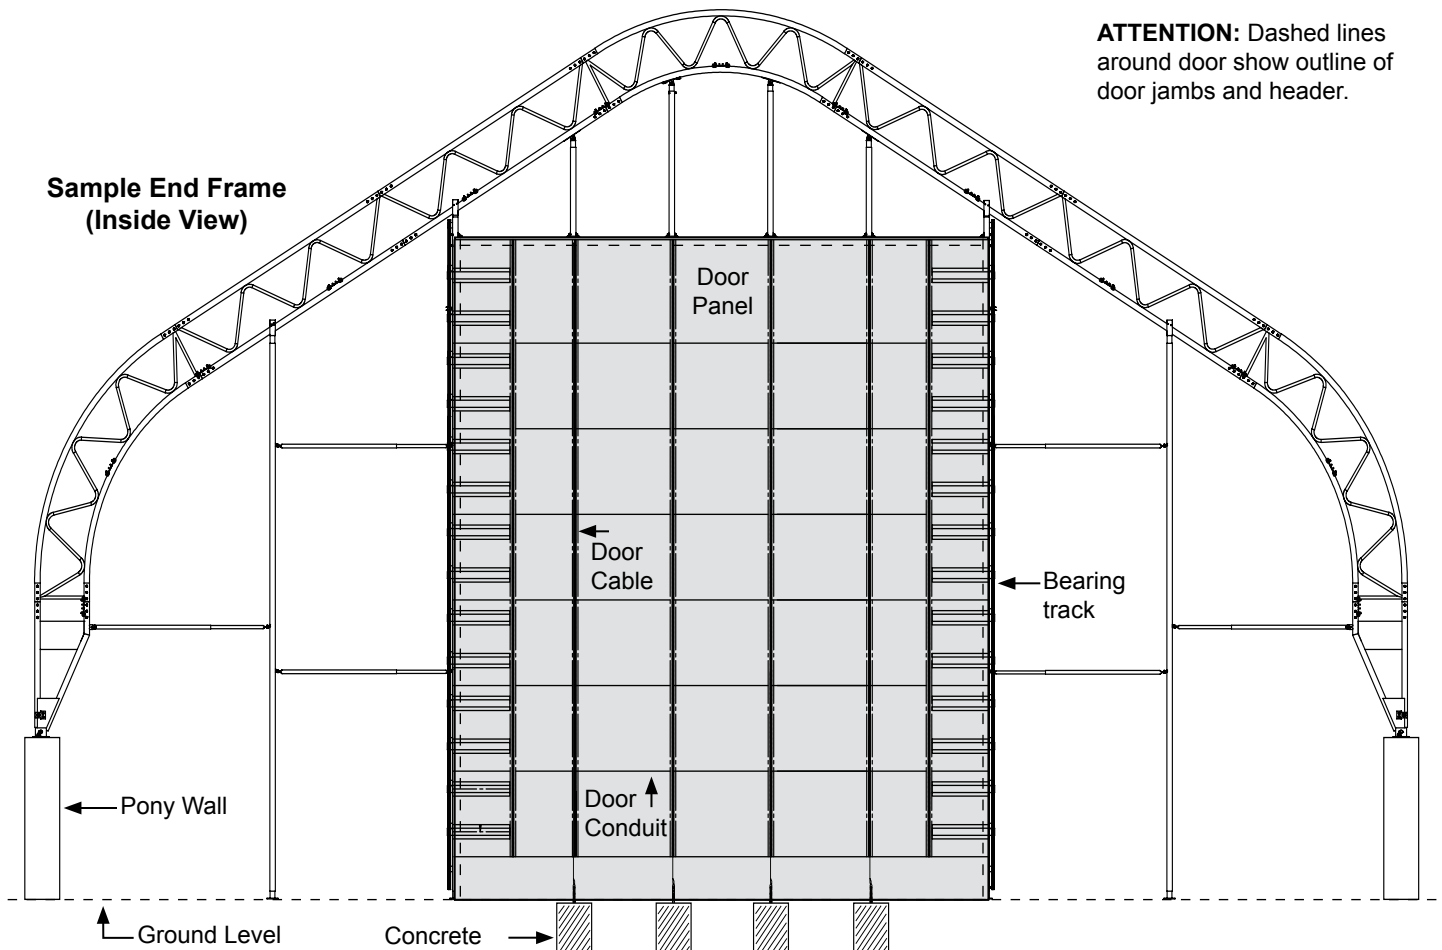 ATTENTION: Dashed lines
around door show outline of
door jambs and header.
Sample End Frame
(Inside View)
Door
Panel
Door
Cable
Bearing
track
Door
Conduit
Pony Wall
Ground Level
Concrete